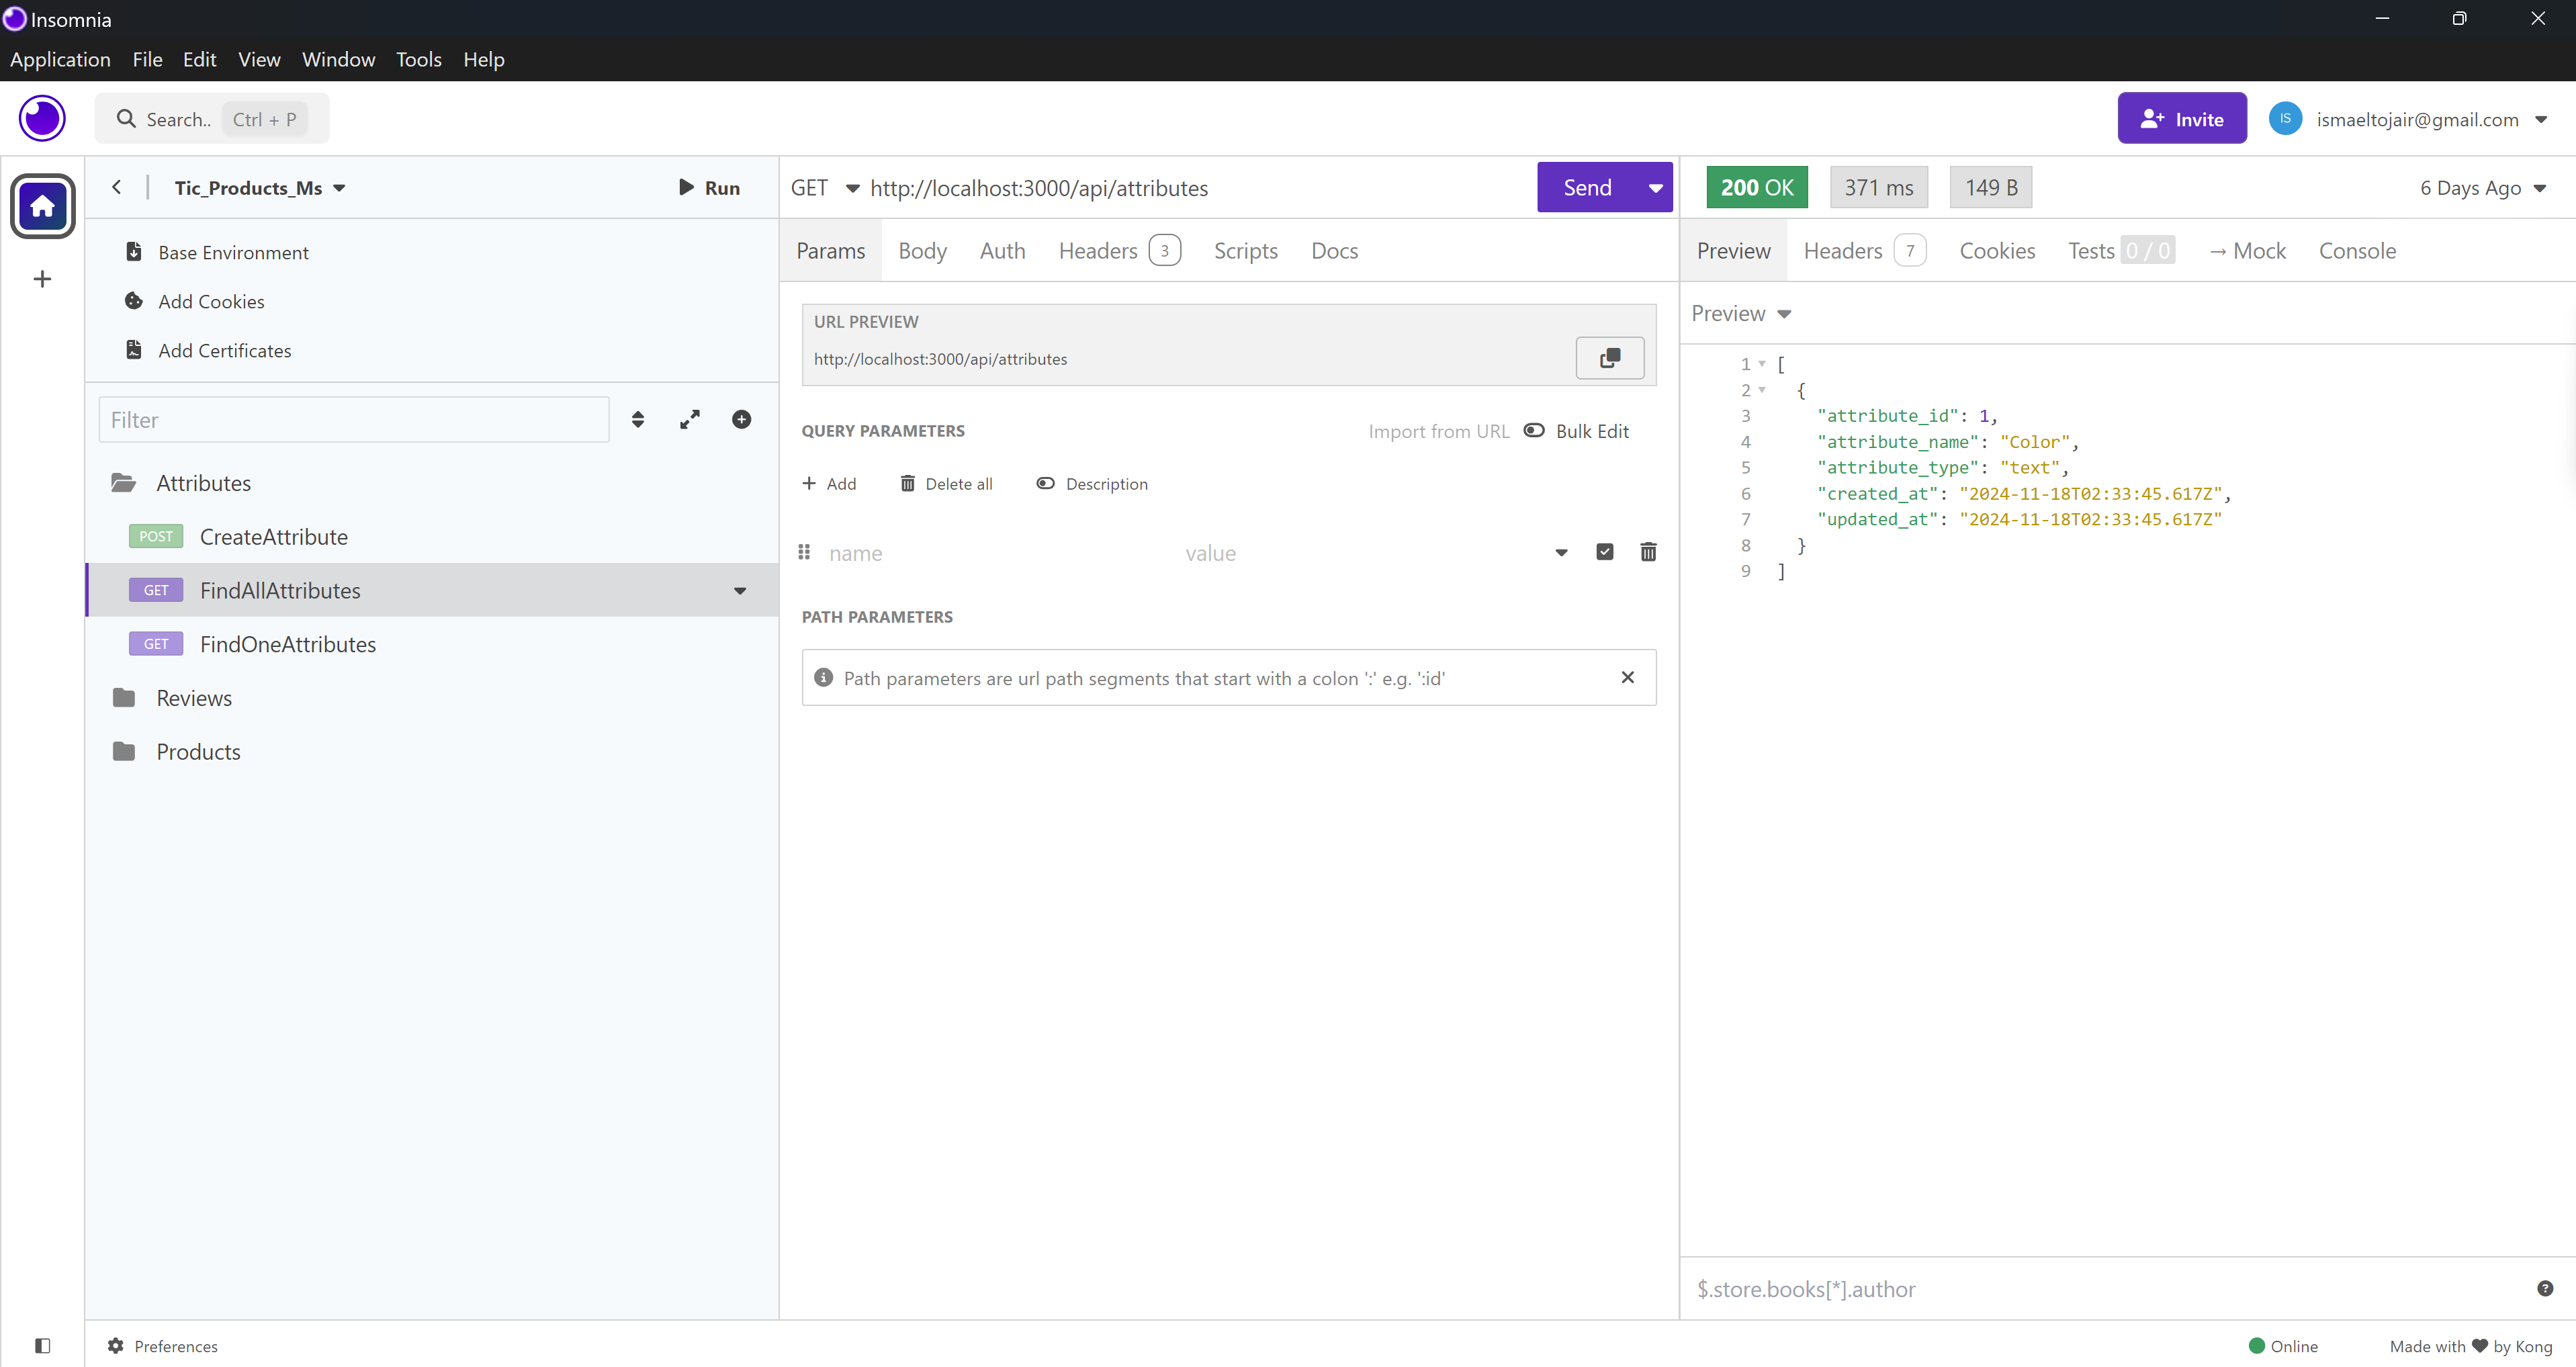 Insomnia
Application File Edit View Window Tools Help
Search.. Ctrl + P
Invite
IS
ismaeltojair@gmail.com
Tic_Products_Ms
Run
Base Environment
Add Cookies
Add Certificates
Filter
Attributes
POST CreateAttribute
GET FindAllAttributes
GET FindOneAttributes
Reviews
Products
Preferences
GET http://localhost:3000/api/attributes
Send
Params Body Auth Headers 3 Scripts Docs
URL PREVIEW
http://localhost:3000/api/attributes
QUERY PARAMETERS
Import from URL Bulk Edit
+ Add Delete all Description
name value
PATH PARAMETERS
Path parameters are url path segments that start with a colon ':' e.g. ':id'
200 OK 371 ms 149 B
6 Days Ago
Preview Headers 7 Cookies Tests 0 / 0 → Mock Console
Preview
1 [
2 {
3 "attribute_id": 1,
4 "attribute_name": "Color",
5 "attribute_type": "text",
6 "created_at": "2024-11-18T02:33:45.617Z",
7 "updated_at": "2024-11-18T02:33:45.617Z"
8 }
9 ]
$.store.books[*].author
Online
Made with ❤ by Kong